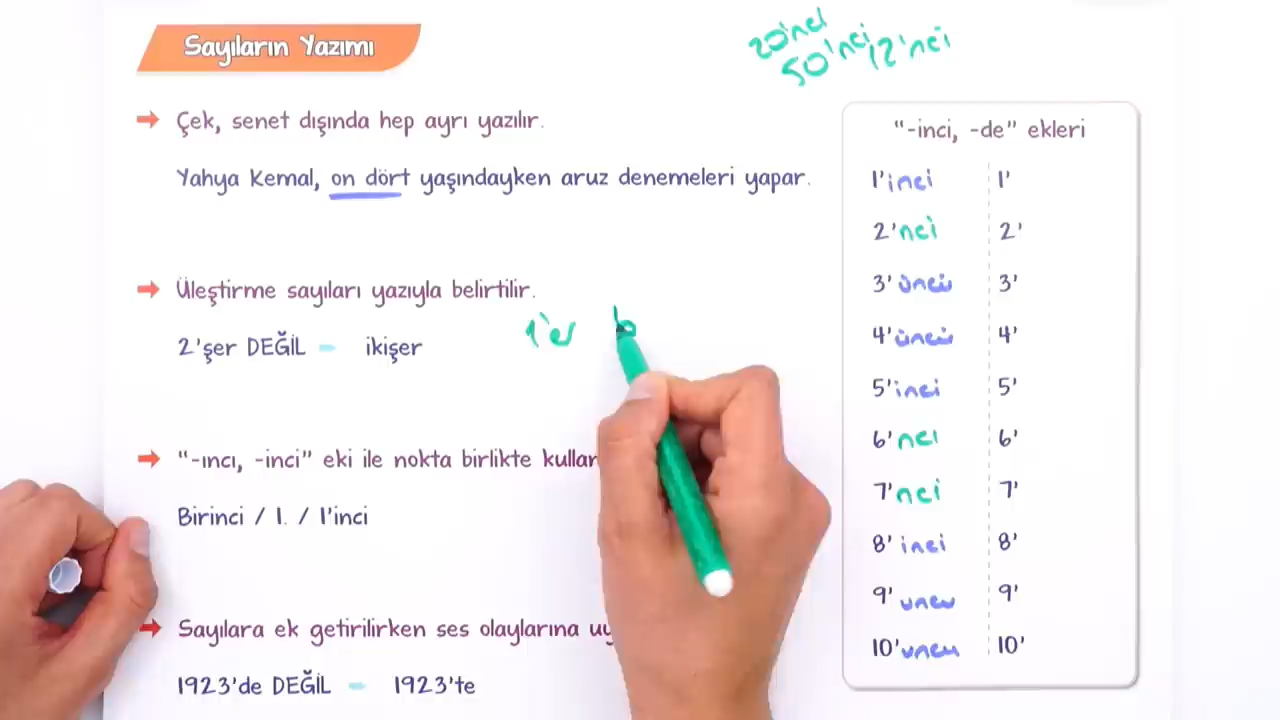 Sayıların Yazımı
20'nci
50'nci 12'nci
Çek, senet dışında hep ayrı yazılır.
Yahya Kemal, on dört yaşındayken aruz denemeleri yapar.
Üleştirme sayıları yazıyla belirtilir.
2'şer DEĞİL - ikişer
1'er b
"-ıncı, -inci" eki ile nokta birlikte
Birinci / 1. / 1'inci
Sayılara ek getirilirken ses olaylarına
1923'de DEĞİL - 1923'te
"-inci, -de" ekleri
1'inci 1'
2'nci 2'
3'üncü 3'
4'üncü 4'
5'inci 5'
6'ncı 6'
7'nci 7'
8'inci 8'
9'uncu 9'
10'uncu 10'